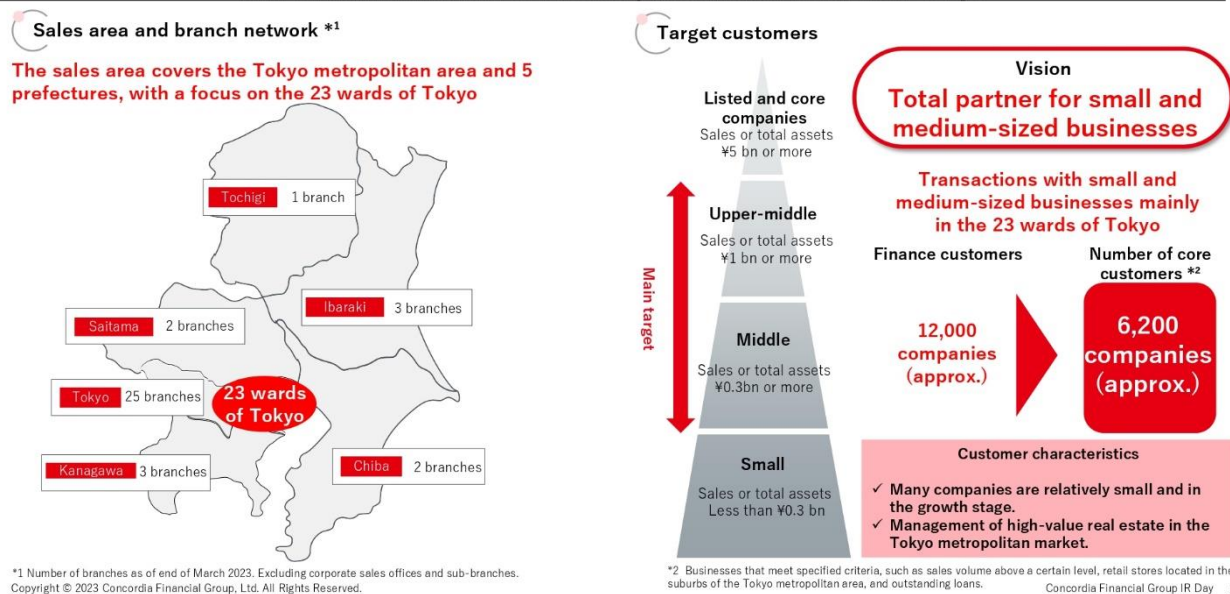 Sales area and branch network *1
The sales area covers the Tokyo metropolitan area and 5
prefectures, with a focus on the 23 wards of Tokyo
Tochigi 1 branch
Ibaraki 3 branches
Saitama 2 branches
Tokyo 25 branches
23 wards
of Tokyo
Kanagawa 3 branches
Chiba 2 branches
*1 Number of branches as of end of March 2023. Excluding corporate sales offices and sub-branches.
Copyright © 2023 Concordia Financial Group, Ltd. All Rights Reserved.
Target customers
Listed and core
companies
Sales or total assets
¥5 bn or more
Upper-middle
Sales or total assets
¥1 bn or more
Main target
Middle
Sales or total assets
¥0.3bn or more
Small
Sales or total assets
Less than ¥0.3 bn
Vision
Total partner for small and
medium-sized businesses
Transactions with small and
medium-sized businesses mainly
in the 23 wards of Tokyo
Finance customers
12,000
companies
(approx.)
Number of core
customers *2
6,200
companies
(approx.)
Customer characteristics
✓ Many companies are relatively small and in
the growth stage.
✓ Management of high-value real estate in the
Tokyo metropolitan market.
*2 Businesses that meet specified criteria, such as sales volume above a certain level, retail stores located in the
suburbs of the Tokyo metropolitan area, and outstanding loans.
Concordia Financial Group IR Day